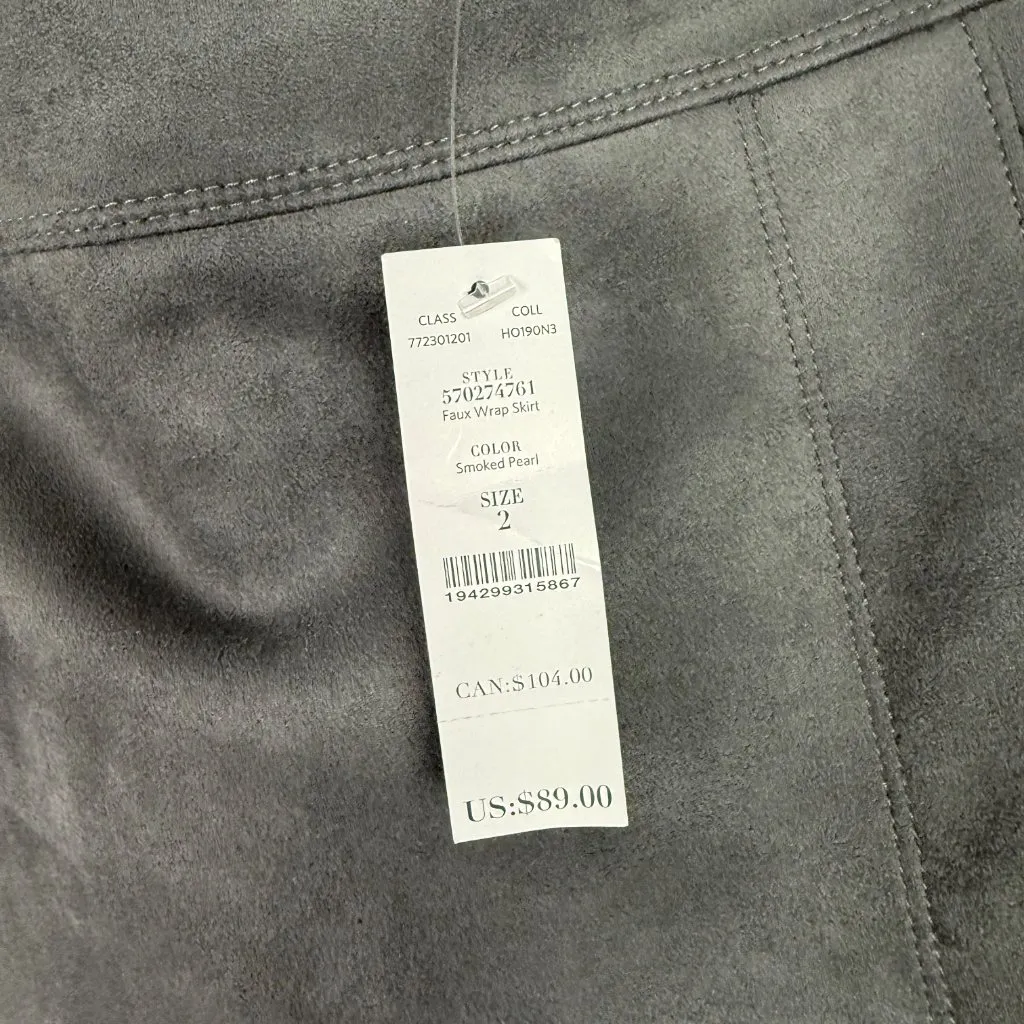 CLASS COLL
772301201 HO190N3
STYLE
570274761
Faux Wrap Skirt
COLOR
Smoked Pearl
SIZE
2
194299315867
CAN:$104.00
US:$89.00